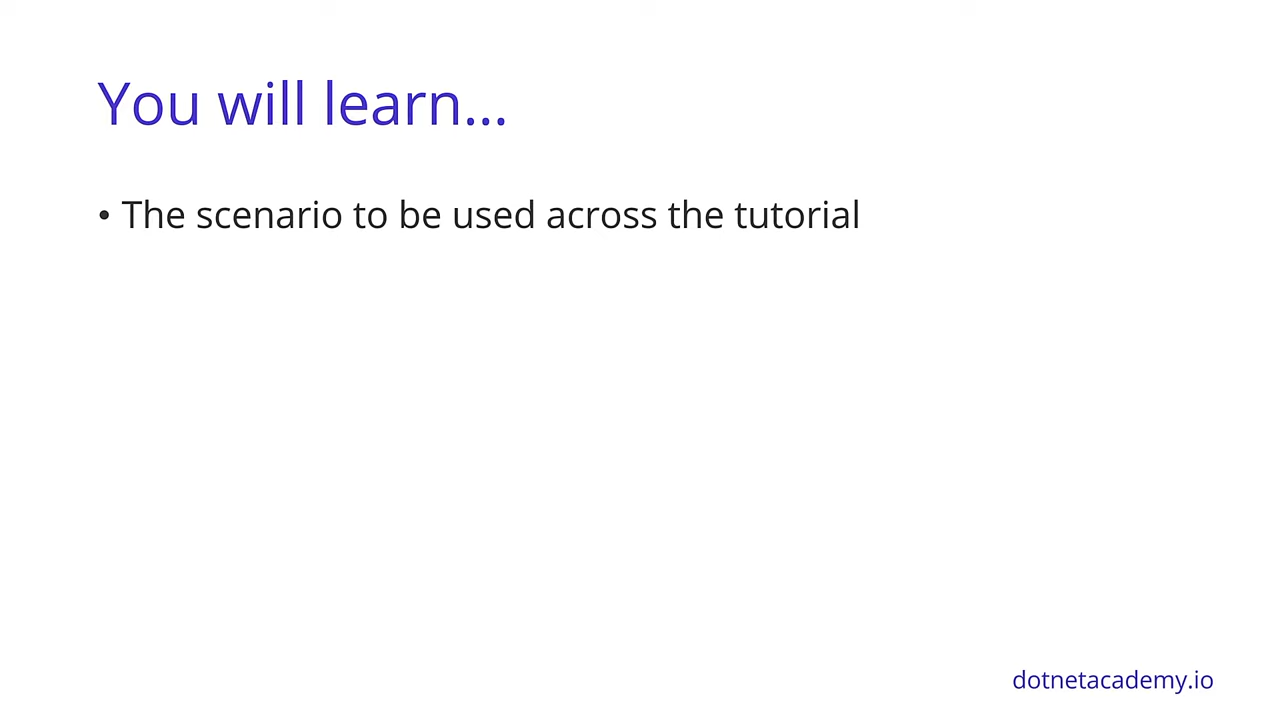 You will learn...
• The scenario to be used across the tutorial
dotnetacademy.io